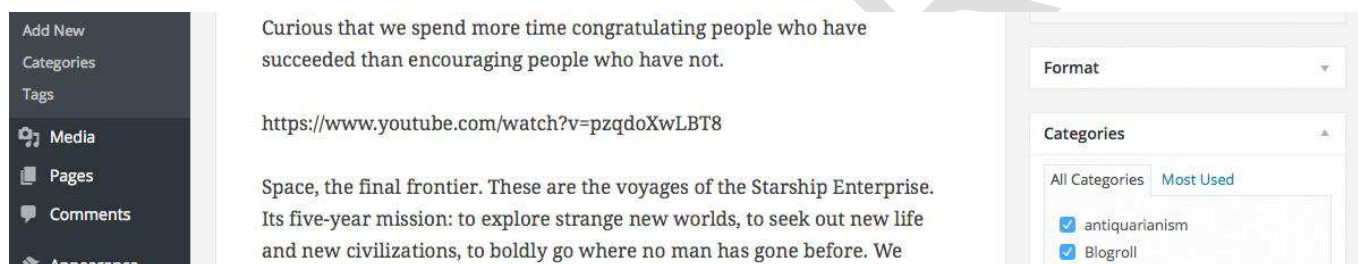 Add New
Categories
Tags
Media
Pages
Comments
Appearance
Curious that we spend more time congratulating people who have
succeeded than encouraging people who have not.
https://www.youtube.com/watch?v=pzqdoXwLBT8
Space, the final frontier. These are the voyages of the Starship Enterprise.
Its five-year mission: to explore strange new worlds, to seek out new life
and new civilizations, to boldly go where no man has gone before. We
Format
Categories
All Categories Most Used
antiquarianism
Blogroll